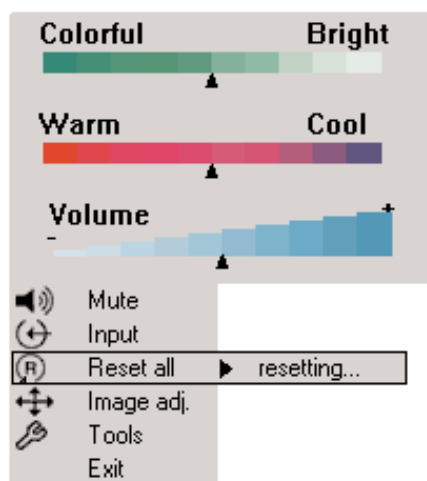 Colorful Bright
Warm Cool
Volume
- +
Mute
Input
R Reset all resetting...
Image adj.
Tools
Exit